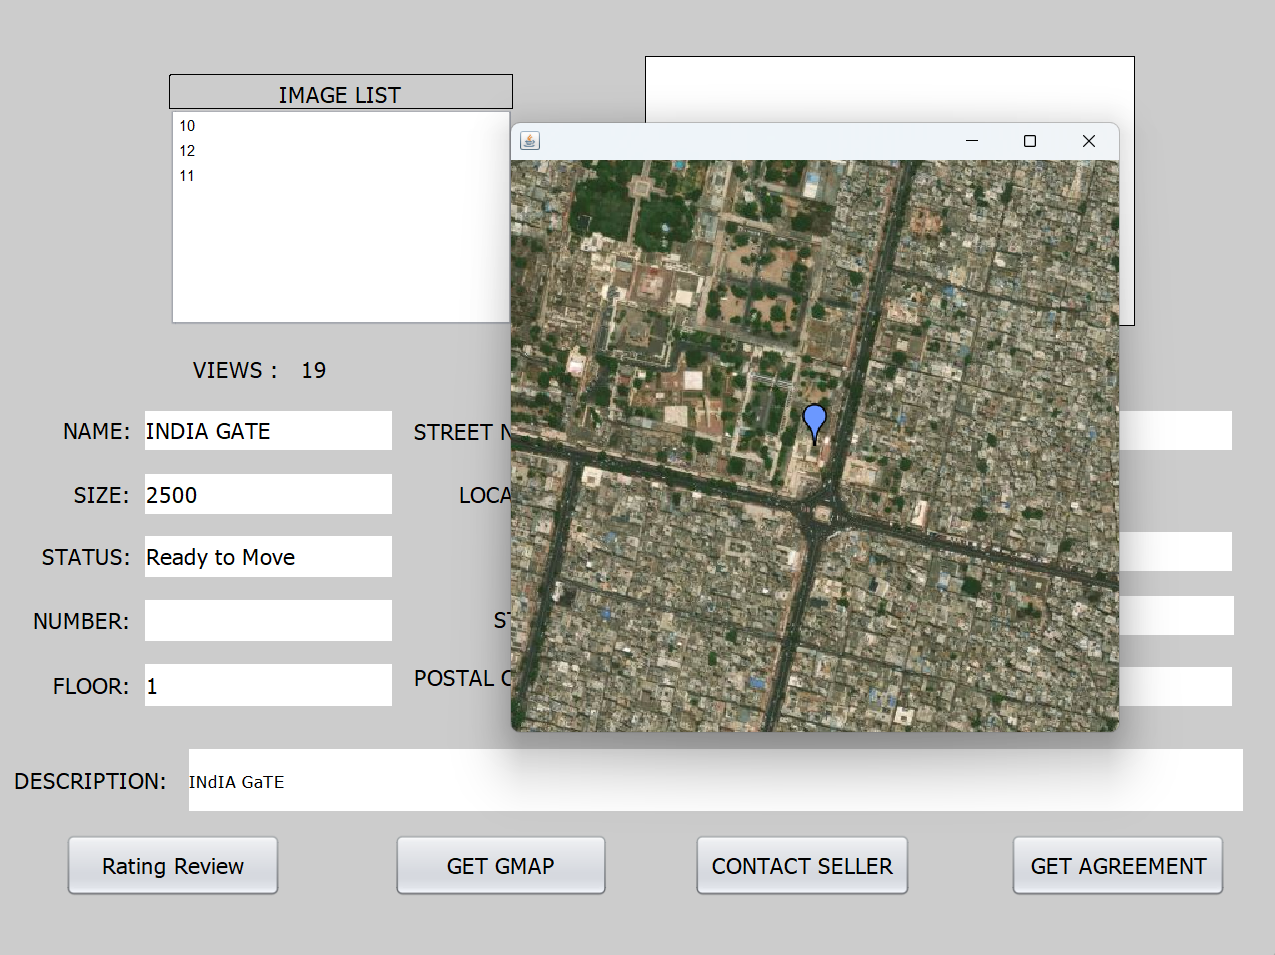 IMAGE LIST
10
12
11
VIEWS : 19
NAME: INDIA GATE
STREET N
SIZE: 2500
LOCA
STATUS: Ready to Move
NUMBER:
ST
FLOOR: 1
POSTAL C
DESCRIPTION: INdIA GaTE
Rating Review
GET GMAP
CONTACT SELLER
GET AGREEMENT